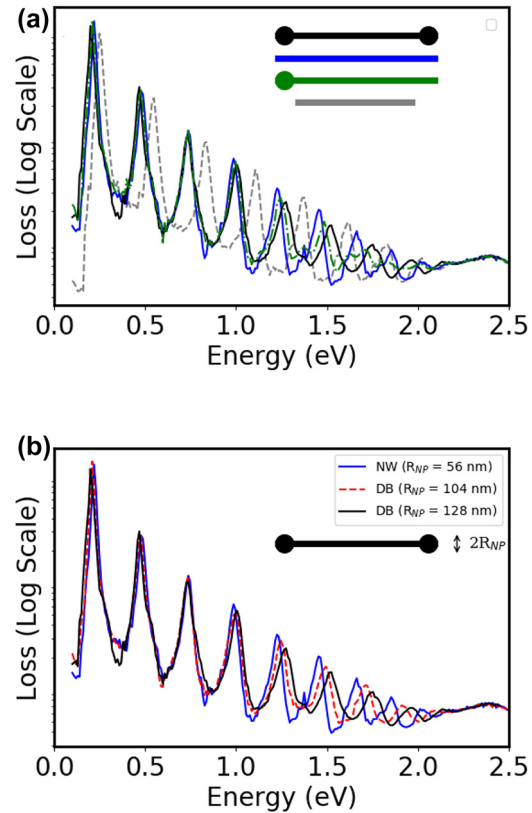 (a)
Loss (Log Scale)
0.0 0.5 1.0 1.5 2.0 2.5
Energy (eV)
(b)
NW (R_NP = 56 nm)
DB (R_NP = 104 nm)
DB (R_NP = 128 nm)
2R_NP
Loss (Log Scale)
0.0 0.5 1.0 1.5 2.0 2.5
Energy (eV)